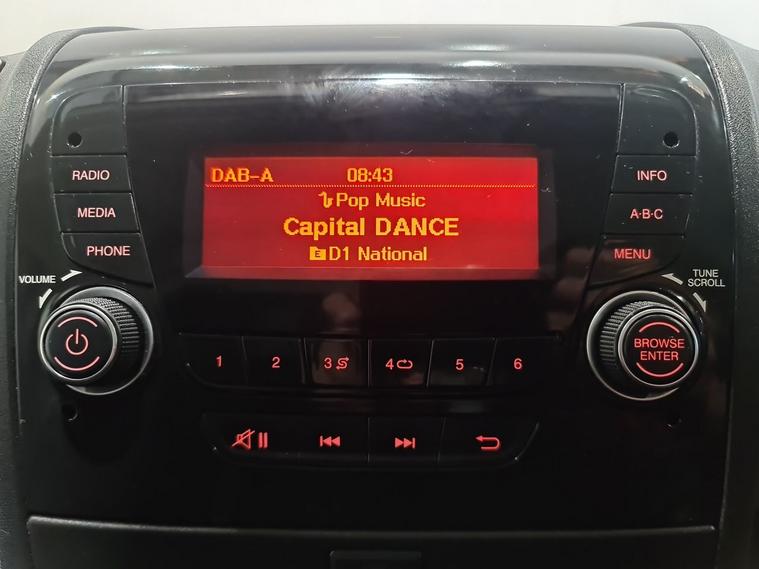 RADIO
MEDIA
PHONE
VOLUME
DAB-A 08:43
Pop Music
Capital DANCE
E D1 National
INFO
A·B·C
MENU
TUNE
SCROLL
BROWSE
ENTER
1 2 3 4 5 6